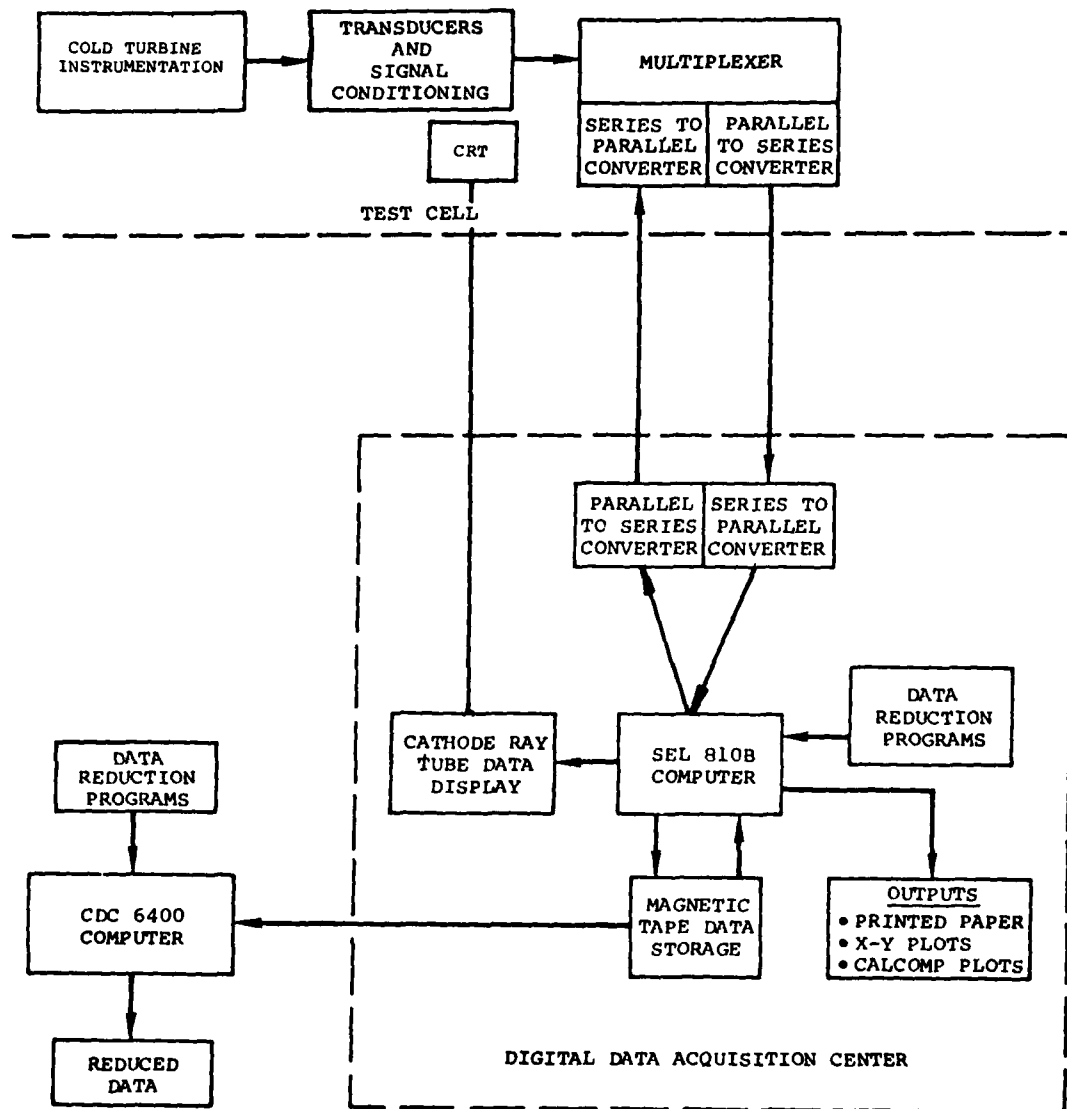 COLD TURBINE
INSTRUMENTATION
TRANSDUCERS
AND
SIGNAL
CONDITIONING
MULTIPLEXER
SERIES TO
PARALLEL
CONVERTER
PARALLEL
TO SERIES
CONVERTER
CRT
TEST CELL
PARALLEL
TO SERIES
CONVERTER
SERIES TO
PARALLEL
CONVERTER
DATA
REDUCTION
PROGRAMS
SEL 810B
COMPUTER
CATHODE RAY
TUBE DATA
DISPLAY
DATA
REDUCTION
PROGRAMS
CDC 6400
COMPUTER
MAGNETIC
TAPE DATA
STORAGE
OUTPUTS
• PRINTED PAPER
• X-Y PLOTS
• CALCOMP PLOTS
REDUCED
DATA
DIGITAL DATA ACQUISITION CENTER